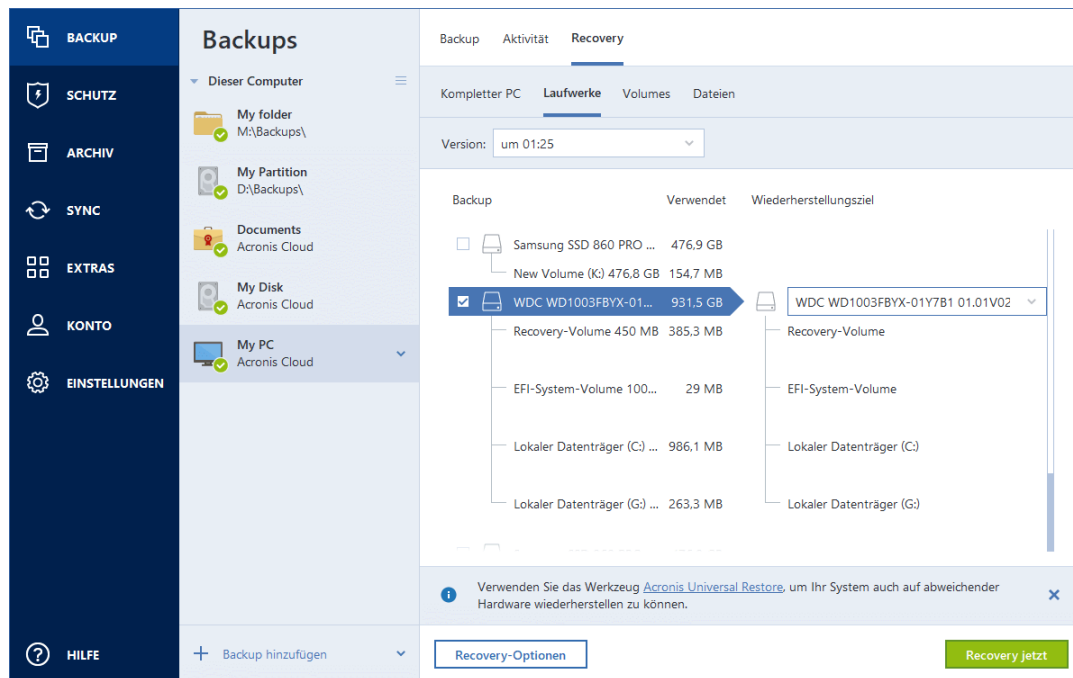 BACKUP
SCHUTZ
ARCHIV
SYNC
EXTRAS
KONTO
EINSTELLUNGEN
HILFE
Backups
Dieser Computer
My folder
M:\Backups\
My Partition
D:\Backups\
Documents
Acronis Cloud
My Disk
Acronis Cloud
My PC
Acronis Cloud
Backup hinzufügen
Backup Aktivität Recovery
Kompletter PC Laufwerke Volumes Dateien
Version: um 01:25
Backup Verwendet Wiederherstellungsziel
Samsung SSD 860 PRO ... 476,9 GB
New Volume (K:) 476,8 GB 154,7 MB
WDC WD1003FBYX-01... 931,5 GB WDC WD1003FBYX-01Y7B1 01.01V02
Recovery-Volume 450 MB 385,3 MB Recovery-Volume
EFI-System-Volume 100... 29 MB EFI-System-Volume
Lokaler Datenträger (C:) ... 986,1 MB Lokaler Datenträger (C:)
Lokaler Datenträger (G:) ... 263,3 MB Lokaler Datenträger (G:)
Verwenden Sie das Werkzeug Acronis Universal Restore, um Ihr System auch auf abweichender
Hardware wiederherstellen zu können.
Recovery-Optionen Recovery jetzt